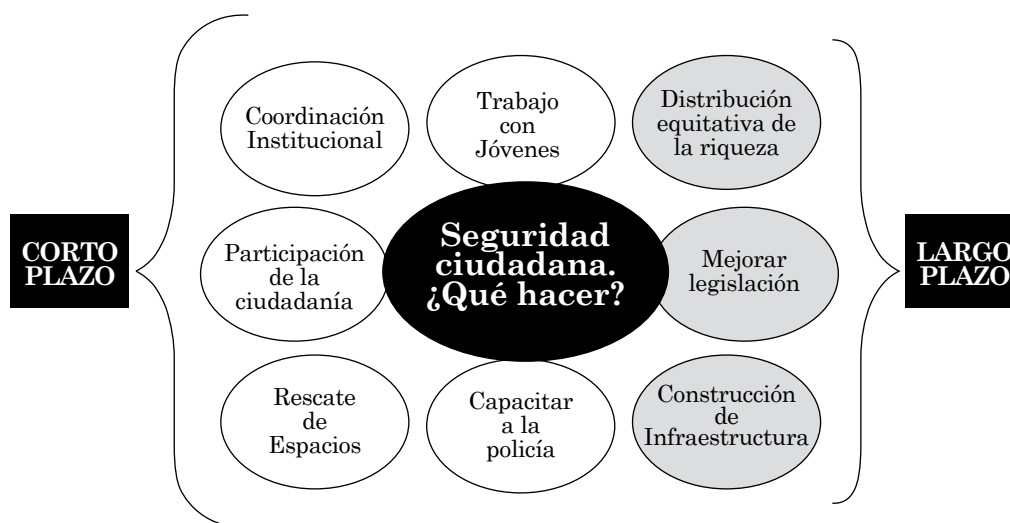 Coordinación
Institucional
Trabajo
con
Jóvenes
Distribución
equitativa de
la riqueza
CORTO
PLAZO
Participación
de la
ciudadanía
Seguridad
ciudadana.
¿Qué hacer?
Mejorar
legislación
LARGO
PLAZO
Rescate
de
Espacios
Capacitar
a la
policía
Construcción
de
Infraestructura